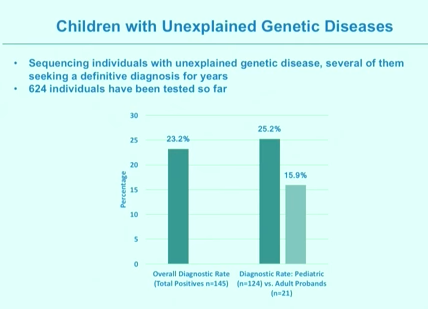 Children with Unexplained Genetic Diseases
• Sequencing individuals with unexplained genetic disease, several of them
seeking a definitive diagnosis for years
• 624 individuals have been tested so far
30
25
20
15
10
5
0
Percentage
23.2%
25.2%
15.9%
Overall Diagnostic Rate
(Total Positives n=145)
Diagnostic Rate: Pediatric
(n=124) vs. Adult Probands
(n=21)